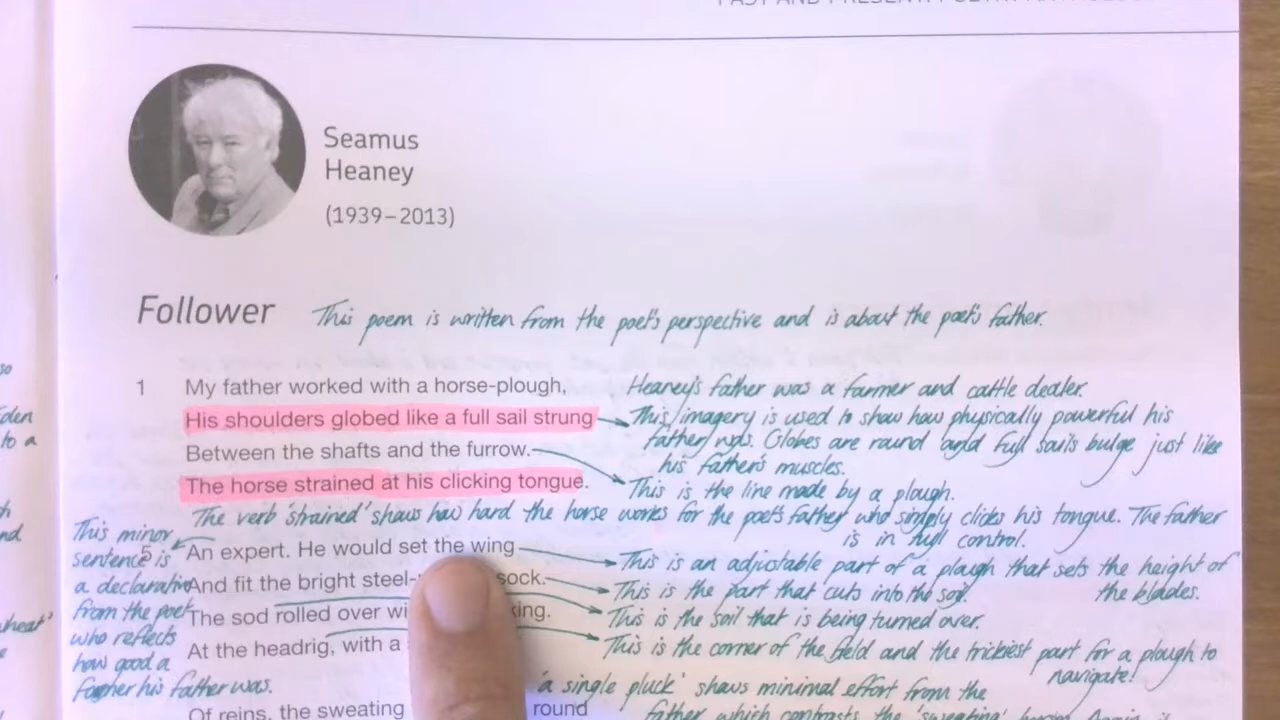 Seamus
Heaney
(1939–2013)
Follower This poem is written from the poet's perspective and is about the poet's father.
1 My father worked with a horse-plough, Heaney's father was a farmer and cattle dealer.
His shoulders globed like a full sail strung This imagery is used to show how physically powerful his
father was. Globes are round and full sails bulge just like
Between the shafts and the furrow.
his father's muscles.
The horse strained at his clicking tongue. This is the line made by a plough.
The verb 'strained' shows how hard the horse works for the poet's father who simply clicks his tongue. The father
is in full control.
This minor
sentence is
a declaration
from the poet
who reflects
how good a
farmer his father was.
5 An expert. He would set the wing This is an adjustable part of a plough that sets the height of
the blades.
And fit the bright steel- sock. This is the part that cuts into the soil.
The sod rolled over wi king. This is the soil that is being turned over.
At the headrig, with a This is the corner of the field and the trickiest part for a plough to
navigate!
'a single pluck' shows minimal effort from the
Of reins, the sweating round
father which contrasts the 'sweating'